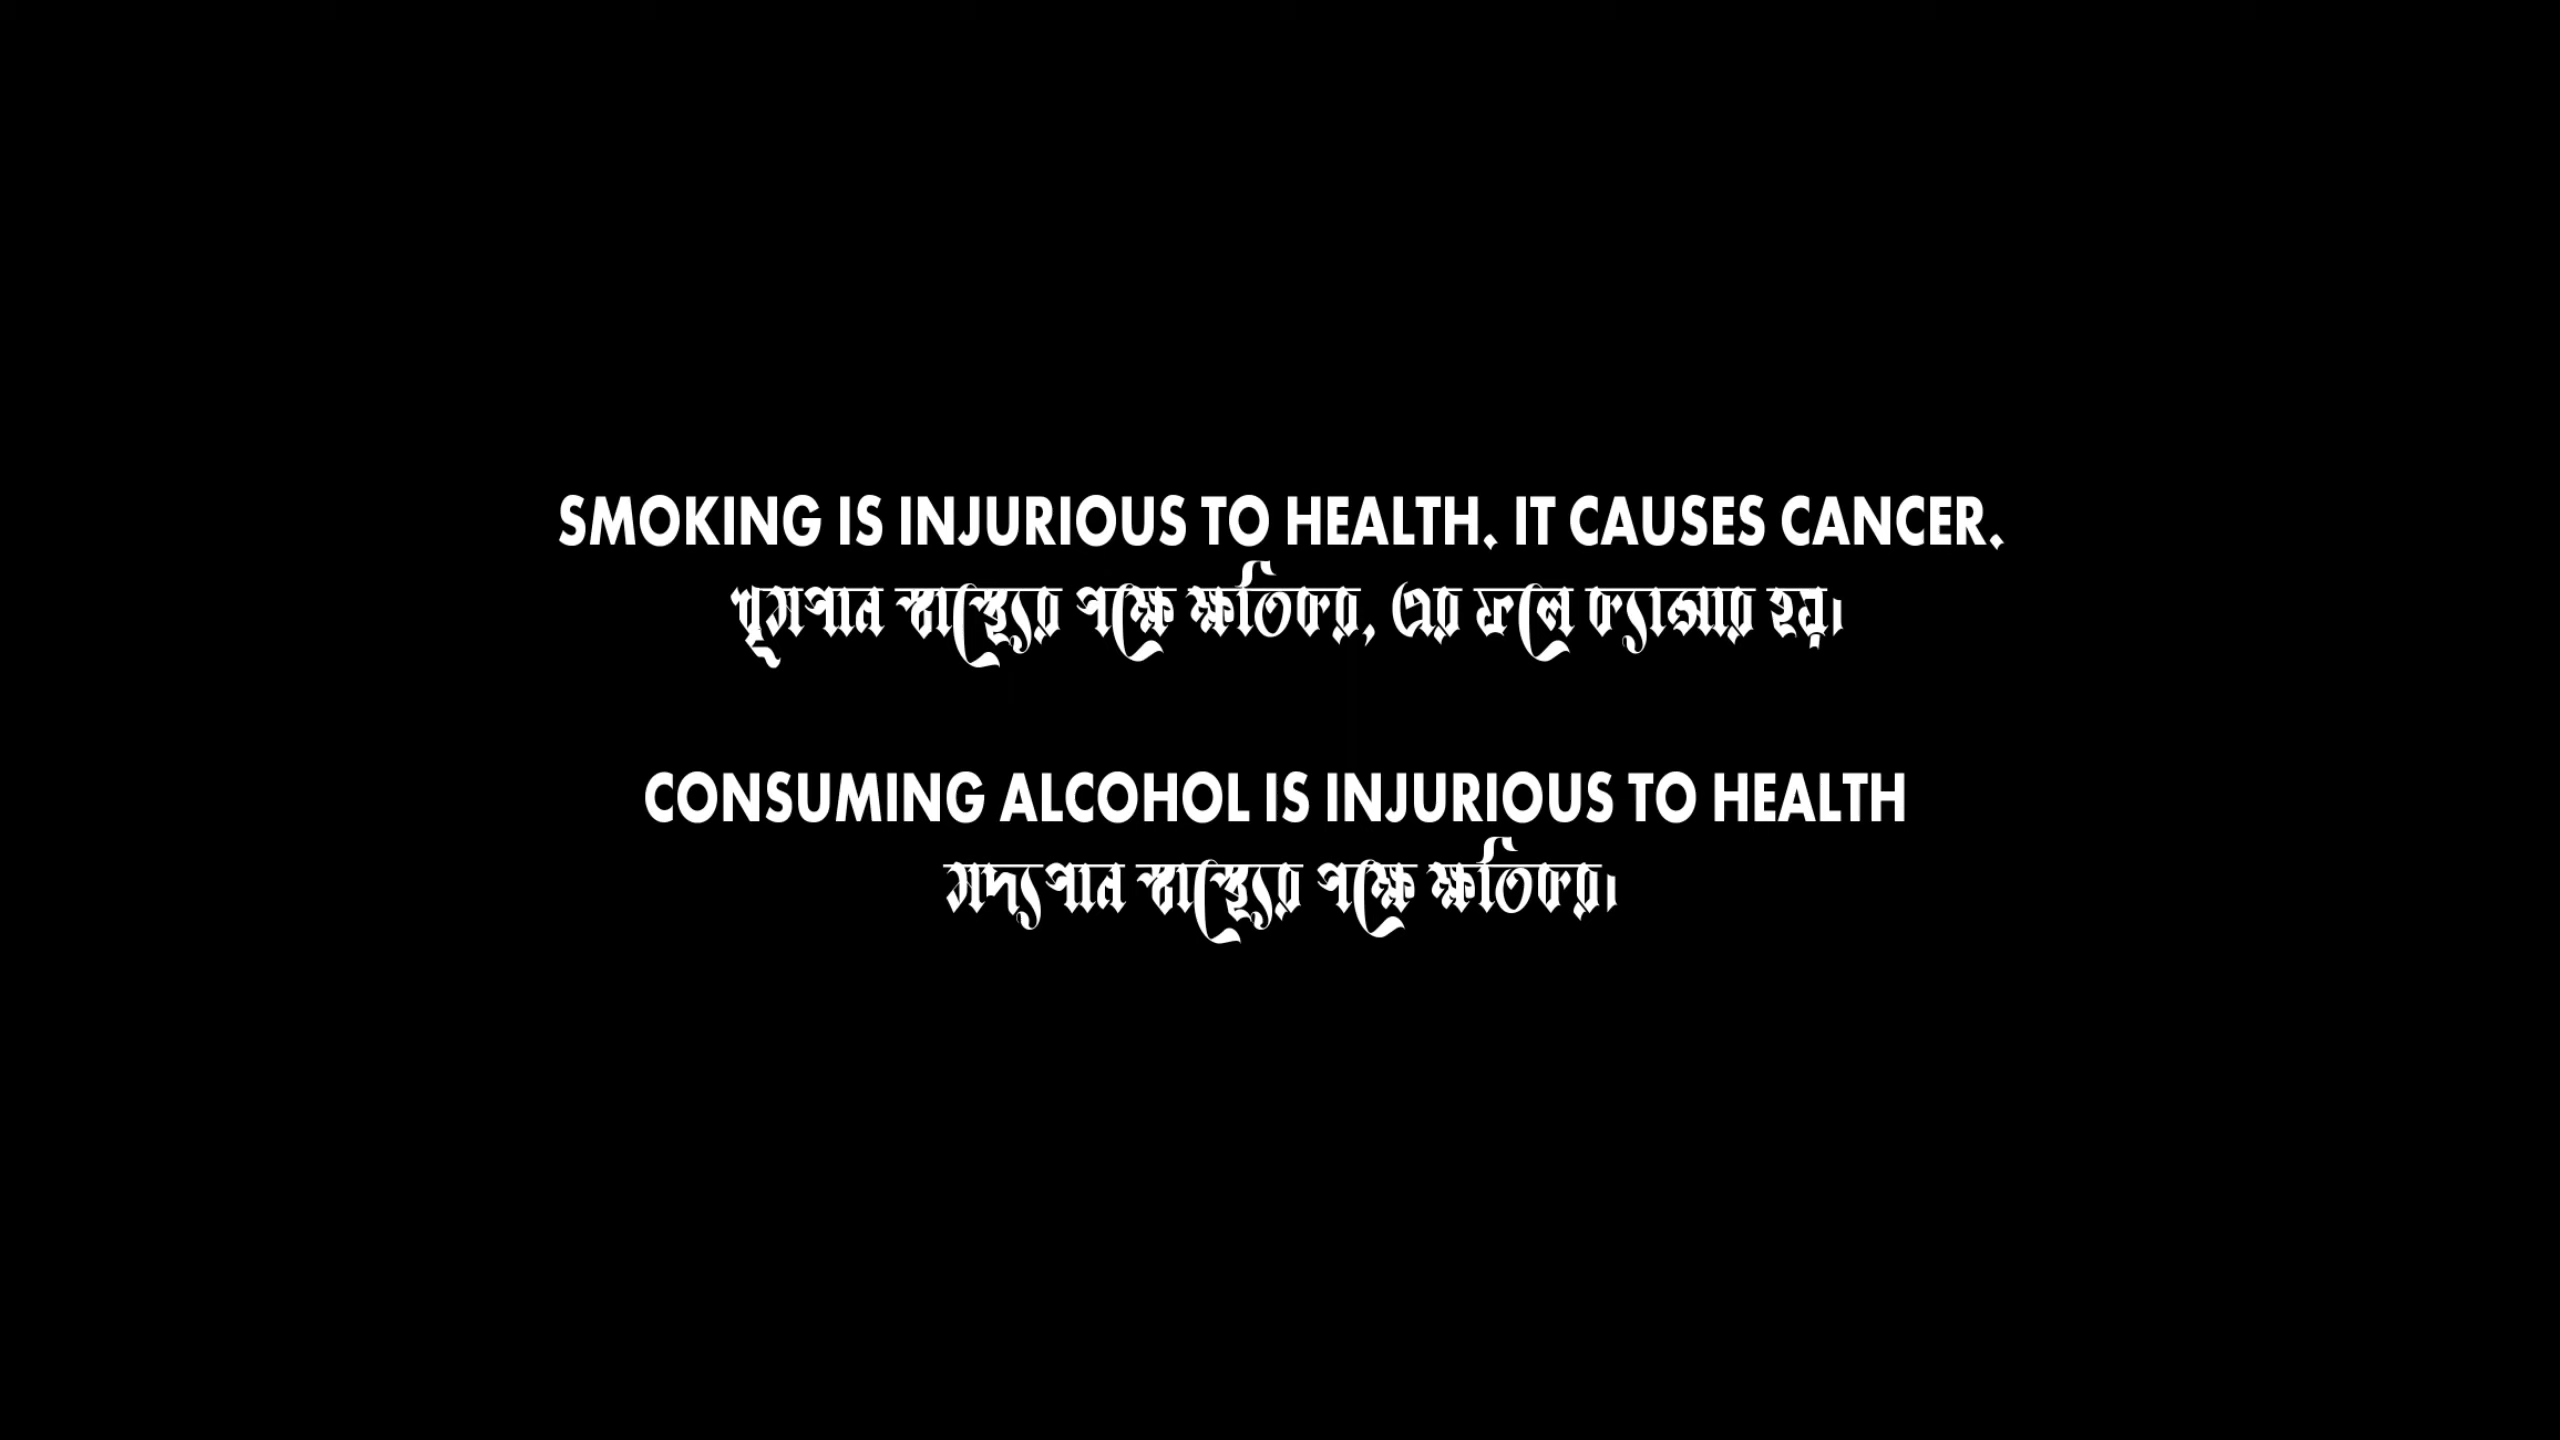 SMOKING IS INJURIOUS TO HEALTH. IT CAUSES CANCER.
ধূমপান স্বাস্থ্যের পক্ষে ক্ষতিকর, এর ফলে ক্যান্সার হয়।
CONSUMING ALCOHOL IS INJURIOUS TO HEALTH
মদ্যপান স্বাস্থ্যের পক্ষে ক্ষতিকর।